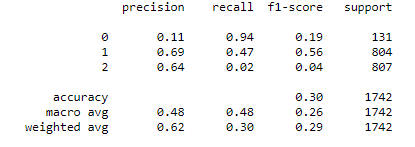 precision recall f1-score support
0 0.11 0.94 0.19 131
1 0.69 0.47 0.56 804
2 0.64 0.02 0.04 807
accuracy 0.30 1742
macro avg 0.48 0.48 0.26 1742
weighted avg 0.62 0.30 0.29 1742